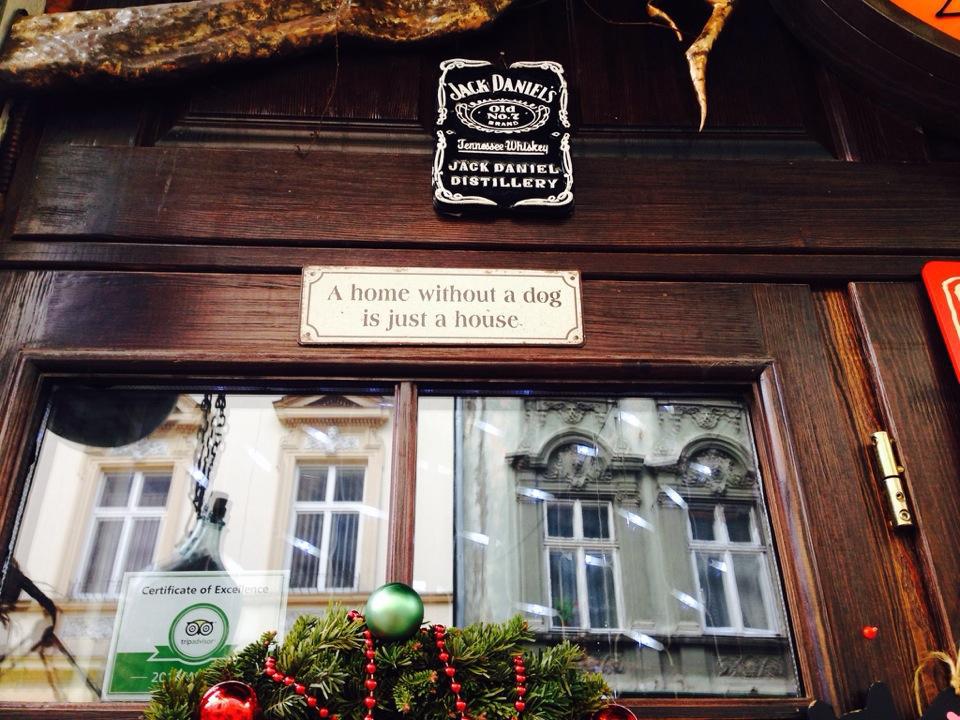 JACK DANIEL'S
Old
No.7
BRAND
Tennessee Whiskey
JACK DANIEL
DISTILLERY
A home without a dog
is just a house
Certificate of Excellence
tripadvisor